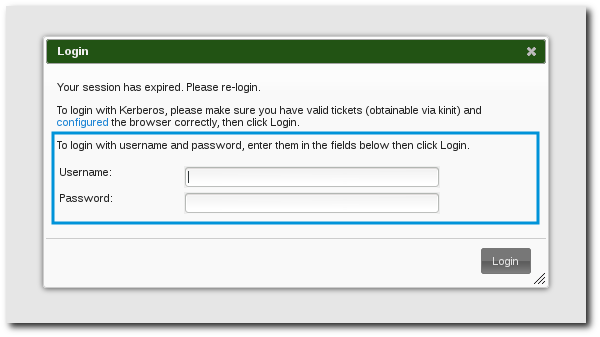 Login
Your session has expired. Please re-login.
To login with Kerberos, please make sure you have valid tickets (obtainable via kinit) and
configured the browser correctly, then click Login.
To login with username and password, enter them in the fields below then click Login.
Username:
Password:
Login